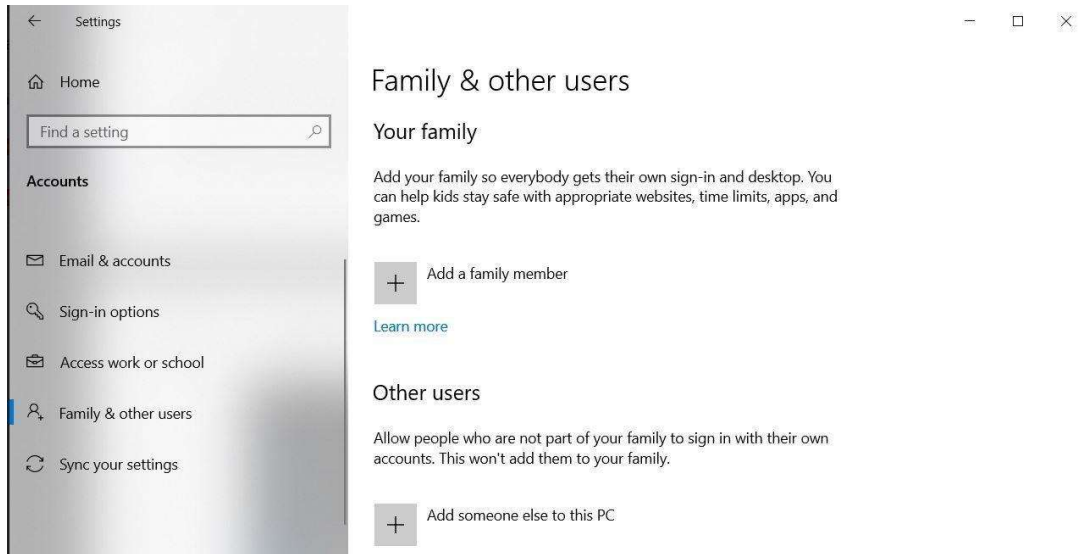 Settings
Home
Find a setting
Accounts
Email & accounts
Sign-in options
Access work or school
Family & other users
Sync your settings
Family & other users
Your family
Add your family so everybody gets their own sign-in and desktop. You
can help kids stay safe with appropriate websites, time limits, apps, and
games.
Add a family member
Learn more
Other users
Allow people who are not part of your family to sign in with their own
accounts. This won't add them to your family.
Add someone else to this PC